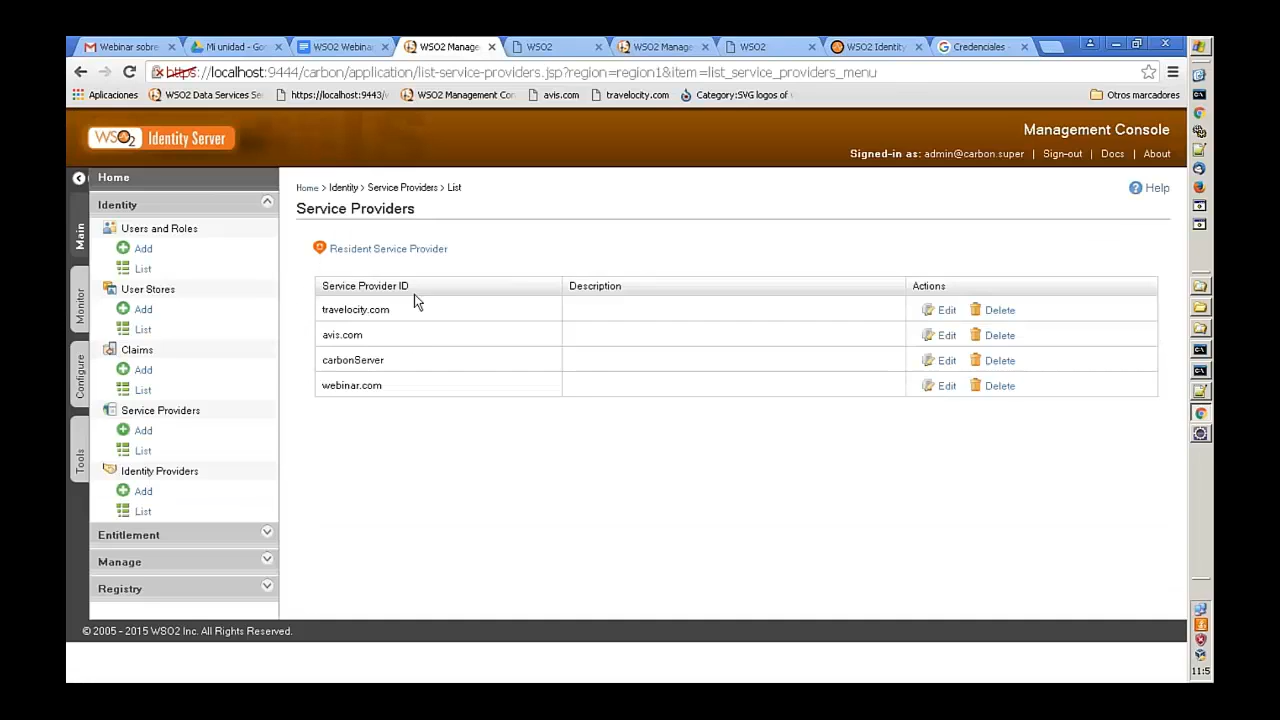 Webinar sobre
Mi unidad - Goo
WSO2 Webinar
WSO2 Manage
WSO2
WSO2 Manage
WSO2
WSO2 Identity
Credenciales -
https://localhost:9444/carbon/application/list-service-providers.jsp?region=region1&item=list_service_providers_menu
Aplicaciones
WSO2 Data Services Se
https://localhost:9443/
WSO2 Management Co
avis.com
travelocity.com
Category:SVG logos of
Otros marcadores
WSO2 Identity Server
Management Console
Signed-in as: admin@carbon.super | Sign-out | Docs | About
Home
Identity
Main
Monitor
Configure
Tools
Users and Roles
Add
List
User Stores
Add
List
Claims
Add
List
Service Providers
Add
List
Identity Providers
Add
List
Entitlement
Manage
Registry
Home > Identity > Service Providers > List
Help
Service Providers
Resident Service Provider
Service Provider ID Description Actions
travelocity.com Edit Delete
avis.com Edit Delete
carbonServer Edit Delete
webinar.com Edit Delete
© 2005 - 2015 WSO2 Inc. All Rights Reserved.
11:5